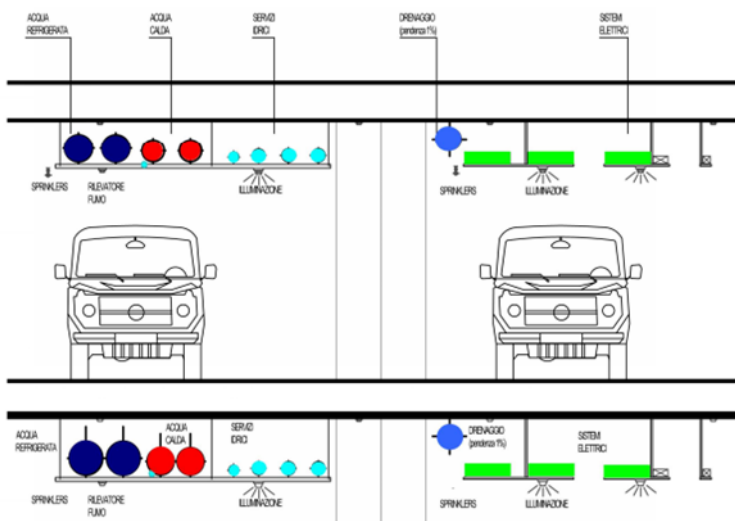 ACQUA
REFRIGERATA
ACQUA
CALDA
SERVIZI
IDRICI
DRENAGGIO
(pendenza 1%)
SISTEMI
ELETTRICI
SPRINKLERS
RILEVATORE
FUMO
ILLUMINAZIONE
SPRINKLERS
ILLUMINAZIONE
ACQUA
REFRIGERATA
ACQUA
CALDA
SERVIZI
IDRICI
DRENAGGIO
(pendenza 1%)
SISTEMI
ELETTRICI
SPRINKLERS
RILEVATORE
FUMO
ILLUMINAZIONE
SPRINKLERS
ILLUMINAZIONE